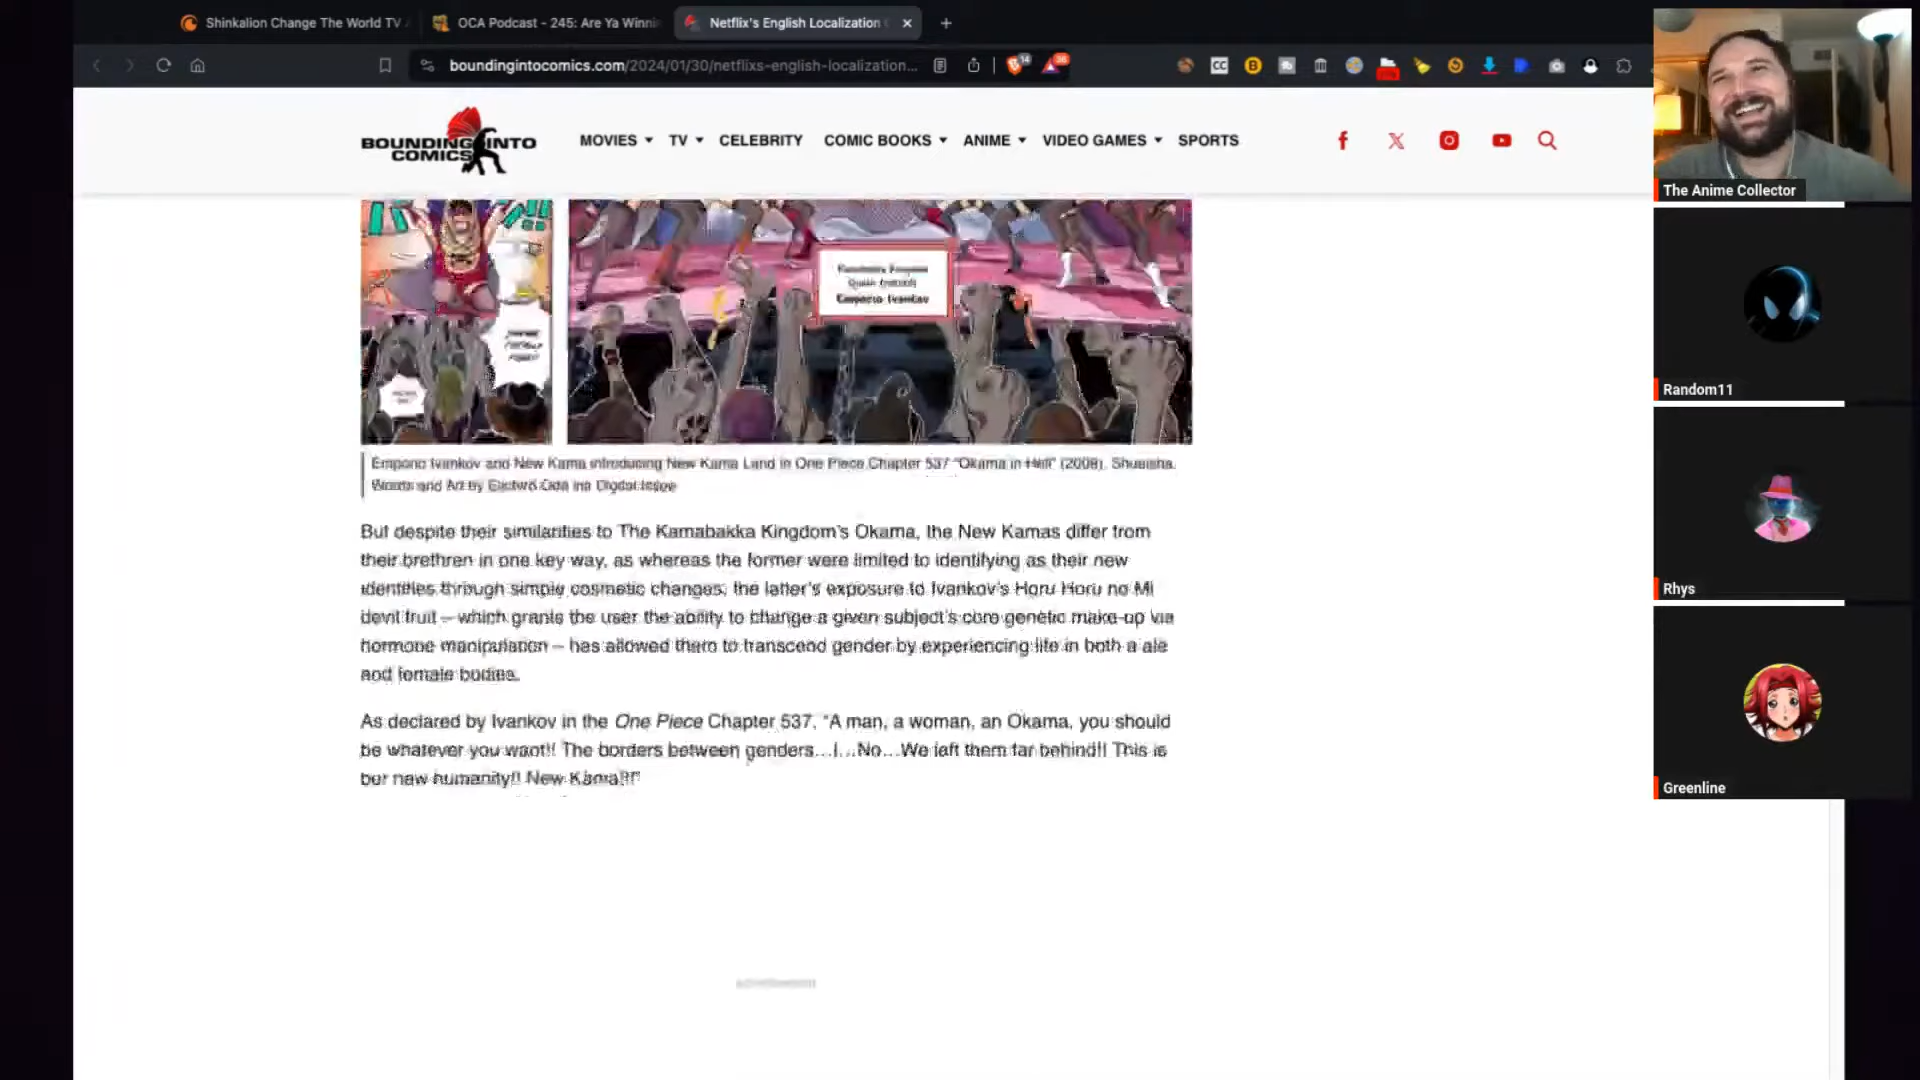 Shinkalion Change The World TV
OCA Podcast - 245: Are Ya Winni
Netflix's English Localization
boundingintocomics.com/2024/01/30/netflixs-english-localization...
CC
B
14
BOUNDING INTO COMICS
MOVIES
TV
CELEBRITY
COMIC BOOKS
ANIME
VIDEO GAMES
SPORTS
Emporio Ivankov
Emporio Ivankov and New Kama introducing New Kama Land in One Piece Chapter 537 "Okama in Hell" (2008), Shueisha.
Words and Art by Eiichiro Oda via Digital Issue
But despite their similarities to The Kamabakka Kingdom's Okama, the New Kamas differ from
their brethren in one key way, as whereas the former were limited to identifying as their new
identities through simple cosmetic changes, the latter's exposure to Ivankov's Horu Horu no Mi
devil fruit – which grants the user the ability to change a given subject's core genetic make-up via
hormone manipulation – has allowed them to transcend gender by experiencing life in both a ale
and female bodies.
As declared by Ivankov in the One Piece Chapter 537, "A man, a woman, an Okama, you should
be whatever you want!! The borders between genders...I...No...We left them far behind!! This is
our new humanity!! New Kama!!!"
The Anime Collector
Random11
Rhys
Greenline